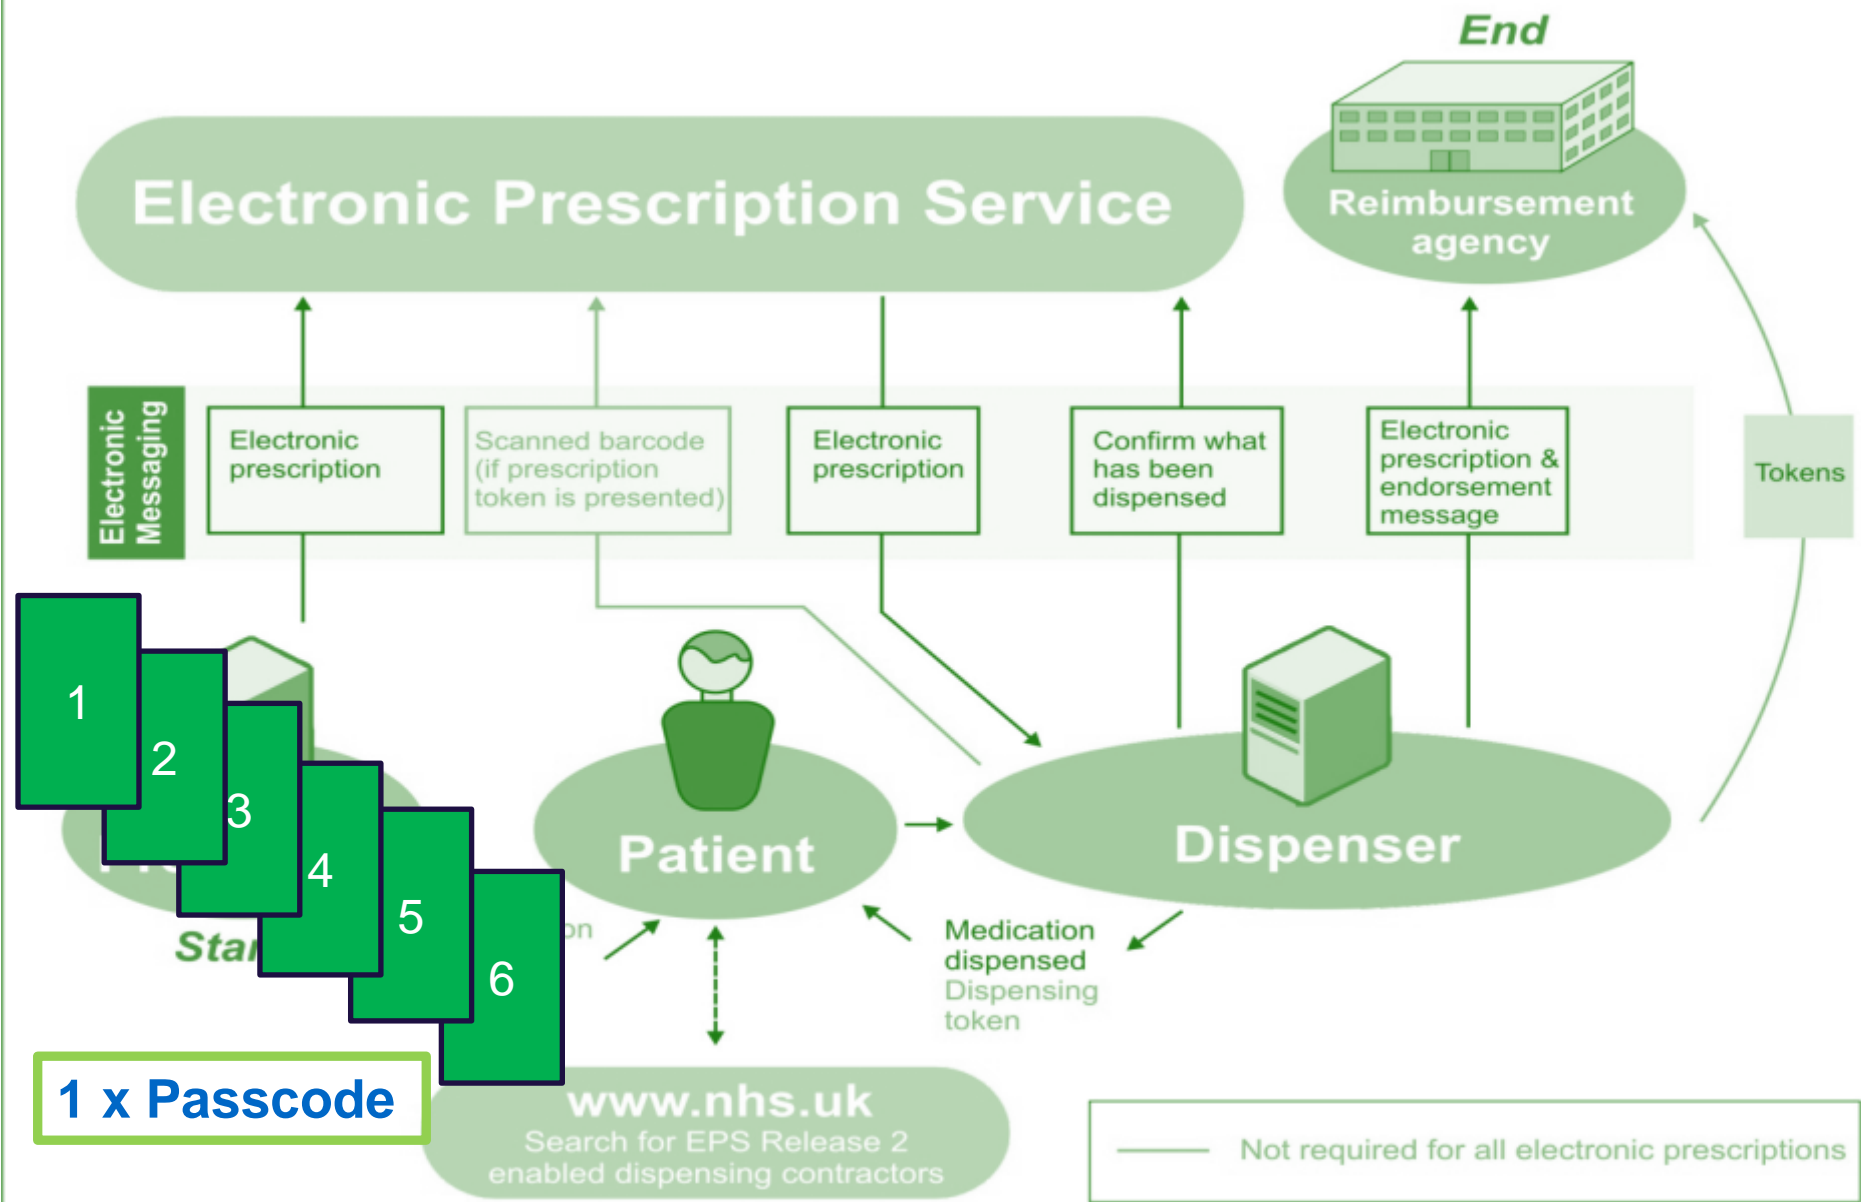 End
Electronic Prescription Service
Reimbursement
agency
Electronic
Messaging
Electronic
prescription
Scanned barcode
(if prescription
token is presented)
Electronic
prescription
Confirm what
has been
dispensed
Electronic
prescription &
endorsement
message
Tokens
1
2
3
4
5
6
Patient
Dispenser
Medication
dispensed
Dispensing
token
1 x Passcode
www.nhs.uk
Search for EPS Release 2
enabled dispensing contractors
Not required for all electronic prescriptions